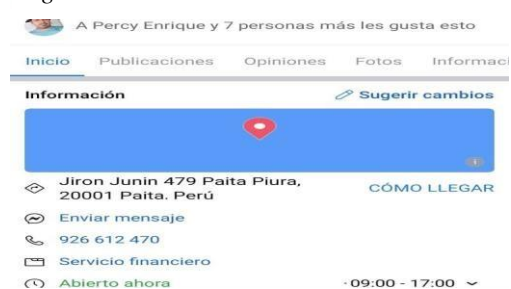 A Percy Enrique y 7 personas más les gusta esto
Inicio Publicaciones Opiniones Fotos Informaci
Información Sugerir cambios
Jiron Junin 479 Paita Piura,
20001 Paita. Perú
CÓMO LLEGAR
Enviar mensaje
926 612 470
Servicio financiero
Abierto ahora · 09:00 - 17:00